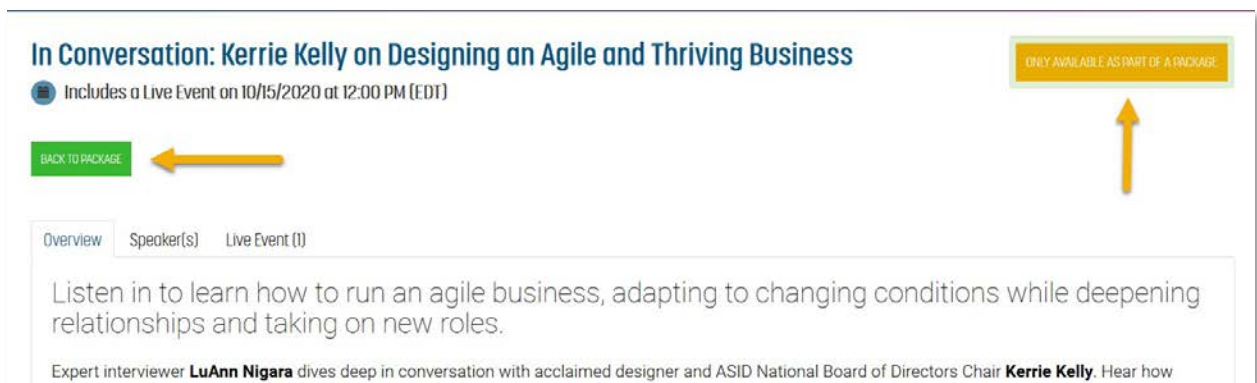 In Conversation: Kerrie Kelly on Designing an Agile and Thriving Business
ONLY AVAILABLE AS PART OF A PACKAGE
Includes a Live Event on 10/15/2020 at 12:00 PM (EDT)
BACK TO PACKAGE
Overview Speaker(s) Live Event (1)
Listen in to learn how to run an agile business, adapting to changing conditions while deepening
relationships and taking on new roles.
Expert interviewer LuAnn Nigara dives deep in conversation with acclaimed designer and ASID National Board of Directors Chair Kerrie Kelly. Hear how